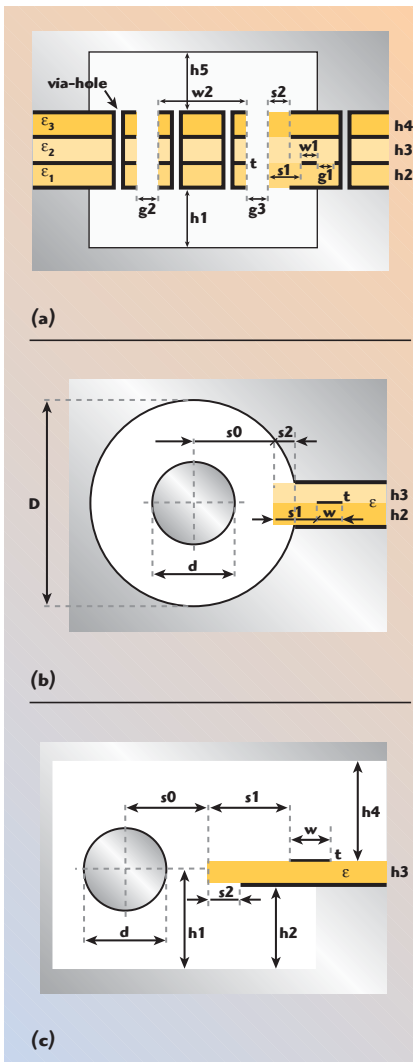 h5
s2
via-hole
w2
ε3
h4
w1
ε2
t
h3
ε1
s1
g1
h2
g2
h1
g3
(a)
s0
s2
D
t
h3
ε
h2
s1
w
d
(b)
s0
s1
h4
w
t
ε
h3
s2
h1
h2
d
(c)